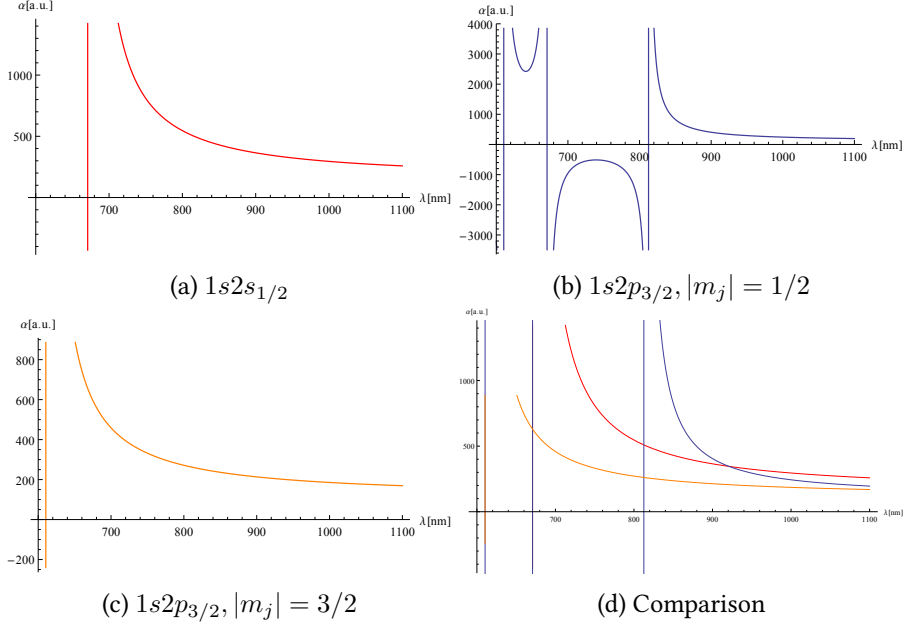 α[a.u.]
1000
500
700 800 900 1000 1100
λ[nm]
(a) 1s2s_{1/2}
α[a.u.]
4000
3000
2000
1000
-1000
-2000
-3000
700 800 900 1000 1100
λ[nm]
(b) 1s2p_{3/2}, |m_j| = 1/2
α[a.u.]
800
600
400
200
-200
700 800 900 1000 1100
λ[nm]
(c) 1s2p_{3/2}, |m_j| = 3/2
α[a.u.]
1000
500
700 800 900 1000 1100
λ[nm]
(d) Comparison